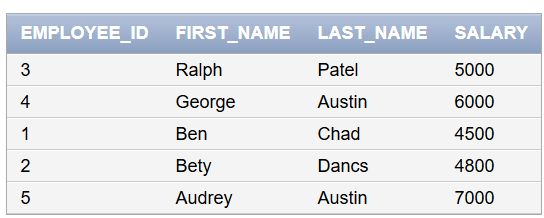 EMPLOYEE_ID FIRST_NAME LAST_NAME SALARY
3 Ralph Patel 5000
4 George Austin 6000
1 Ben Chad 4500
2 Bety Dancs 4800
5 Audrey Austin 7000